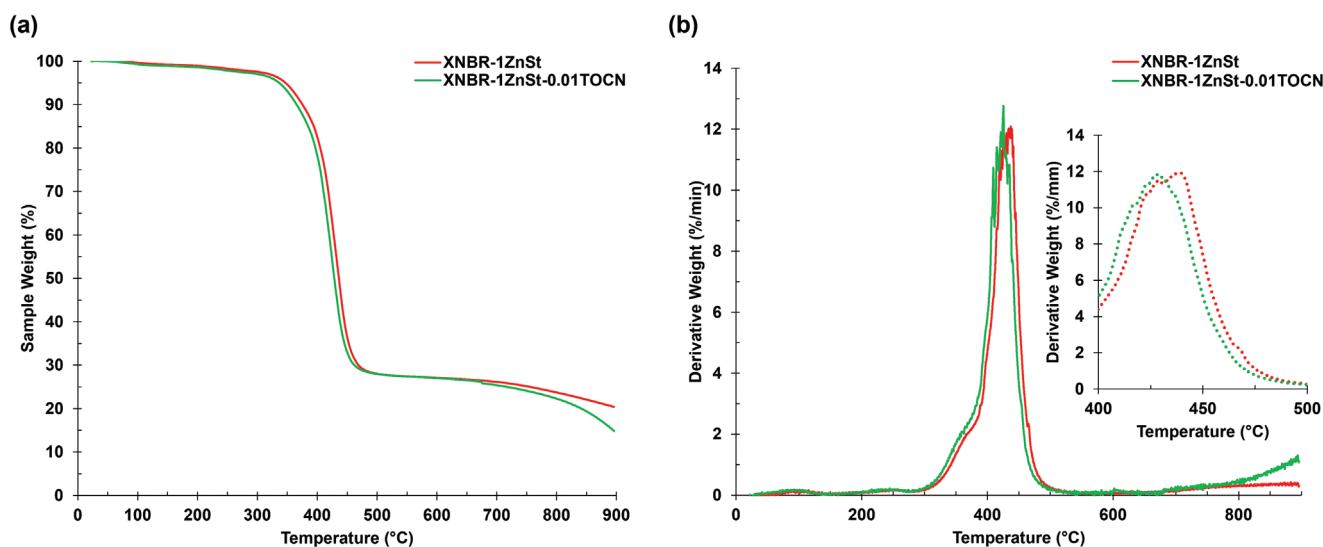 (a)
XNBR-1ZnSt
XNBR-1ZnSt-0.01TOCN
100
90
80
70
60
50
40
30
20
10
0
Sample Weight (%)
0 100 200 300 400 500 600 700 800 900
Temperature (°C)
(b)
XNBR-1ZnSt
XNBR-1ZnSt-0.01TOCN
14
12
10
8
6
4
2
0
Derivative Weight (%/min)
0 200 400 600 800
Temperature (°C)
14
12
10
8
6
4
2
0
Derivative Weight (%/mm)
400 450 500
Temperature (°C)